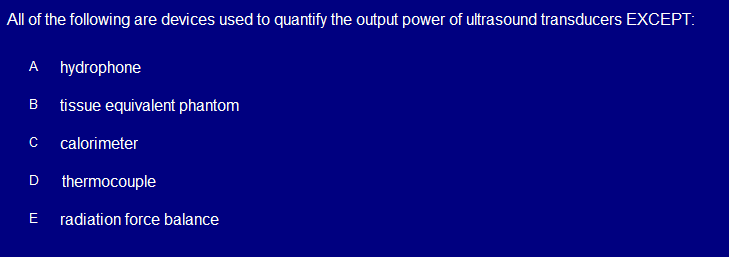 All of the following are devices used to quantify the output power of ultrasound transducers EXCEPT:
A hydrophone
B tissue equivalent phantom
C calorimeter
D thermocouple
E radiation force balance